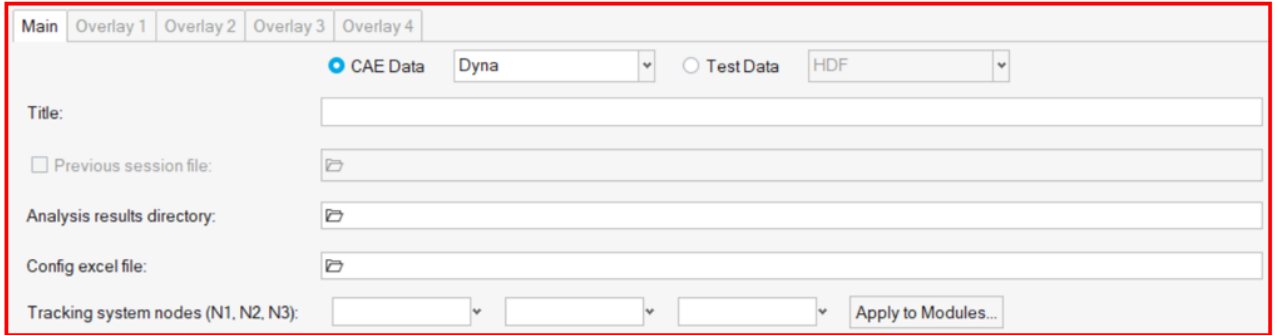 Main Overlay 1 Overlay 2 Overlay 3 Overlay 4
CAE Data Dyna Test Data HDF
Title:
Previous session file:
Analysis results directory:
Config excel file:
Tracking system nodes (N1, N2, N3): Apply to Modules...